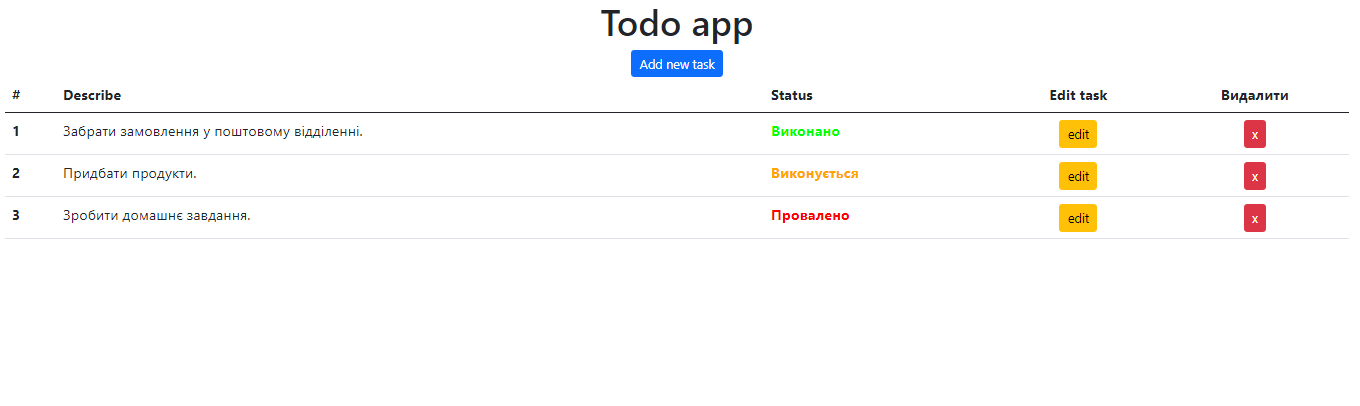 Todo app
Add new task
# Describe Status Edit task Видалити
1 Забрати замовлення у поштовому відділенні. Виконано edit x
2 Придбати продукти. Виконується edit x
3 Зробити домашнє завдання. Провалено edit x